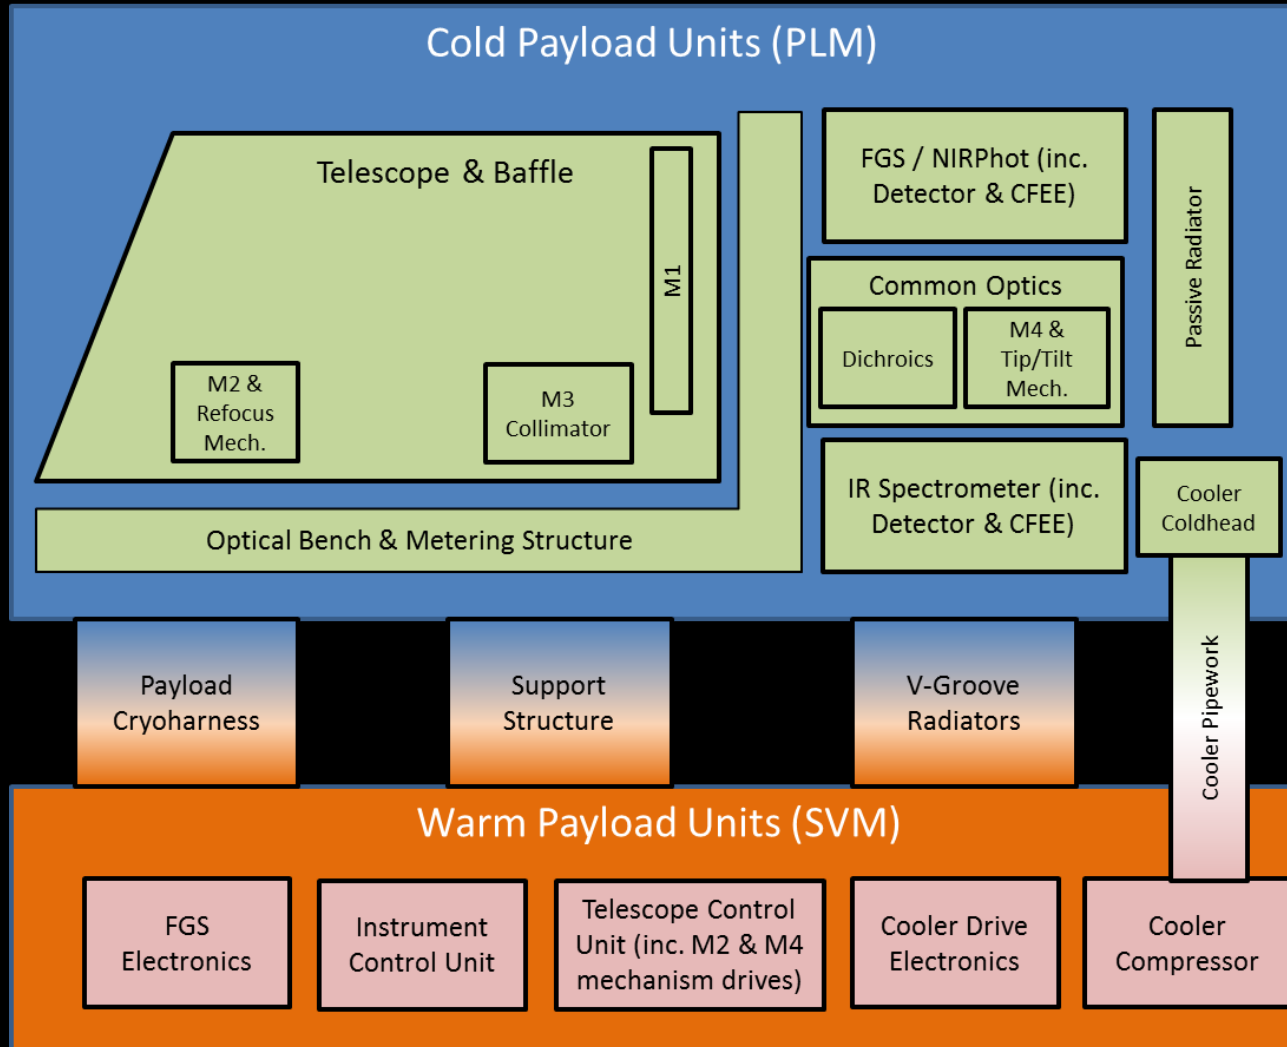 Cold Payload Units (PLM)
Telescope & Baffle
M1
M2 &
Refocus
Mech.
M3
Collimator
Optical Bench & Metering Structure
FGS / NIRPhot (inc.
Detector & CFEE)
Common Optics
Dichroics
M4 &
Tip/Tilt
Mech.
IR Spectrometer (inc.
Detector & CFEE)
Passive Radiator
Cooler
Coldhead
Payload
Cryoharness
Support
Structure
V-Groove
Radiators
Cooler Pipework
Warm Payload Units (SVM)
FGS
Electronics
Instrument
Control Unit
Telescope Control
Unit (inc. M2 & M4
mechanism drives)
Cooler Drive
Electronics
Cooler
Compressor